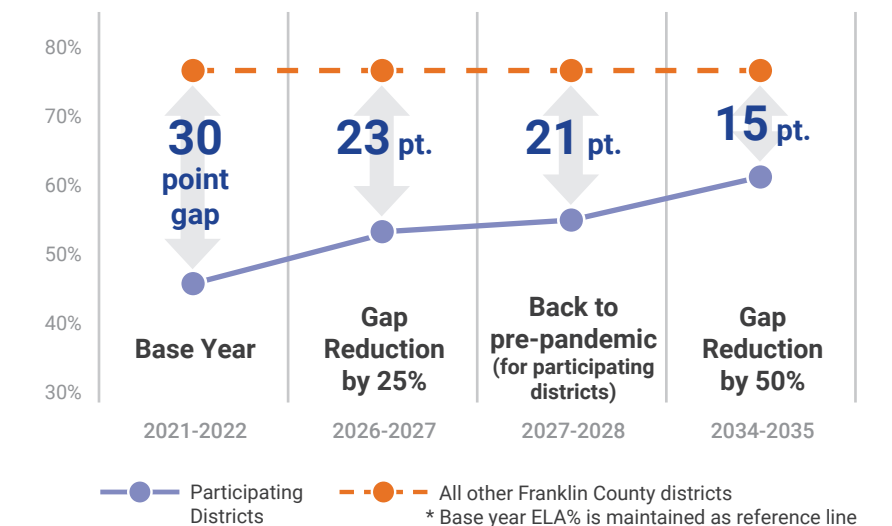 80%
70%
60%
50%
40%
30%
30
point
gap
23 pt.
21 pt.
15 pt.
Base Year
Gap
Reduction
by 25%
Back to
pre-pandemic
(for participating
districts)
Gap
Reduction
by 50%
2021-2022
2026-2027
2027-2028
2034-2035
Participating
Districts
All other Franklin County districts
* Base year ELA% is maintained as reference line